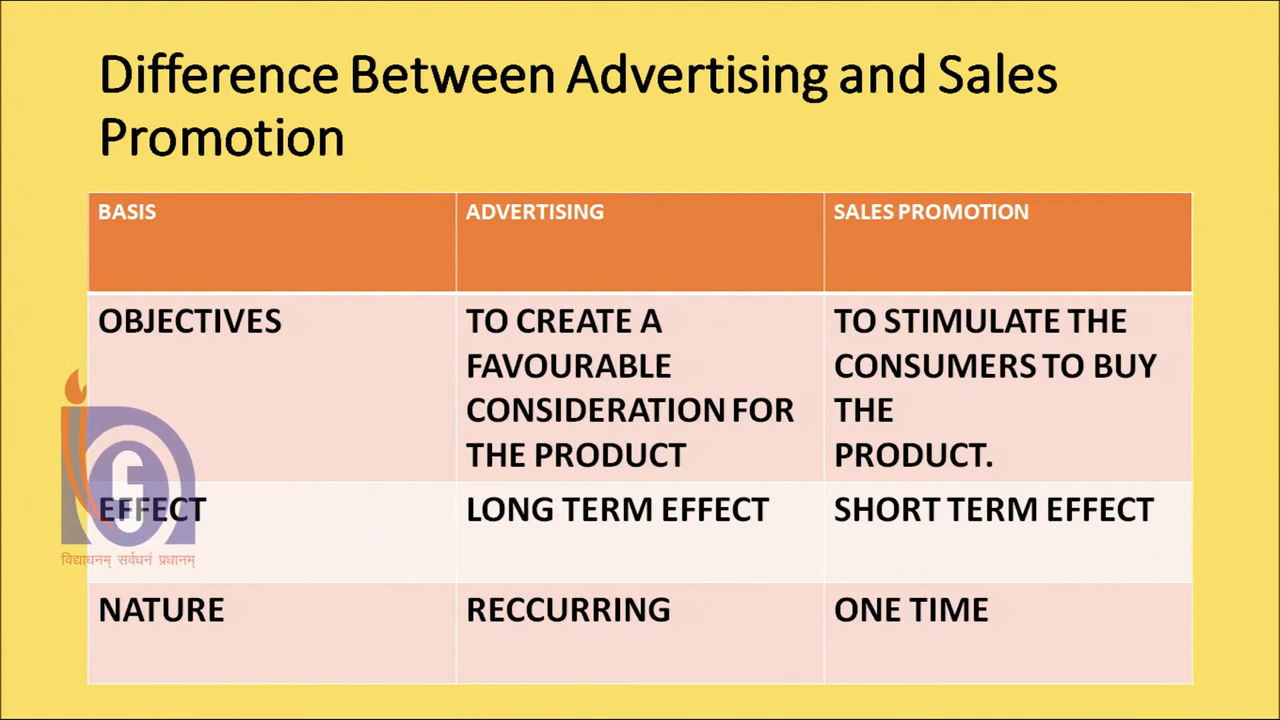 Difference Between Advertising and Sales
Promotion
BASIS
ADVERTISING
SALES PROMOTION
OBJECTIVES
TO CREATE A
FAVOURABLE
CONSIDERATION FOR
THE PRODUCT
TO STIMULATE THE
CONSUMERS TO BUY
THE
PRODUCT.
EFFECT
LONG TERM EFFECT
SHORT TERM EFFECT
विद्याधनम् सर्वधनं प्रधानम्
NATURE
RECCURRING
ONE TIME